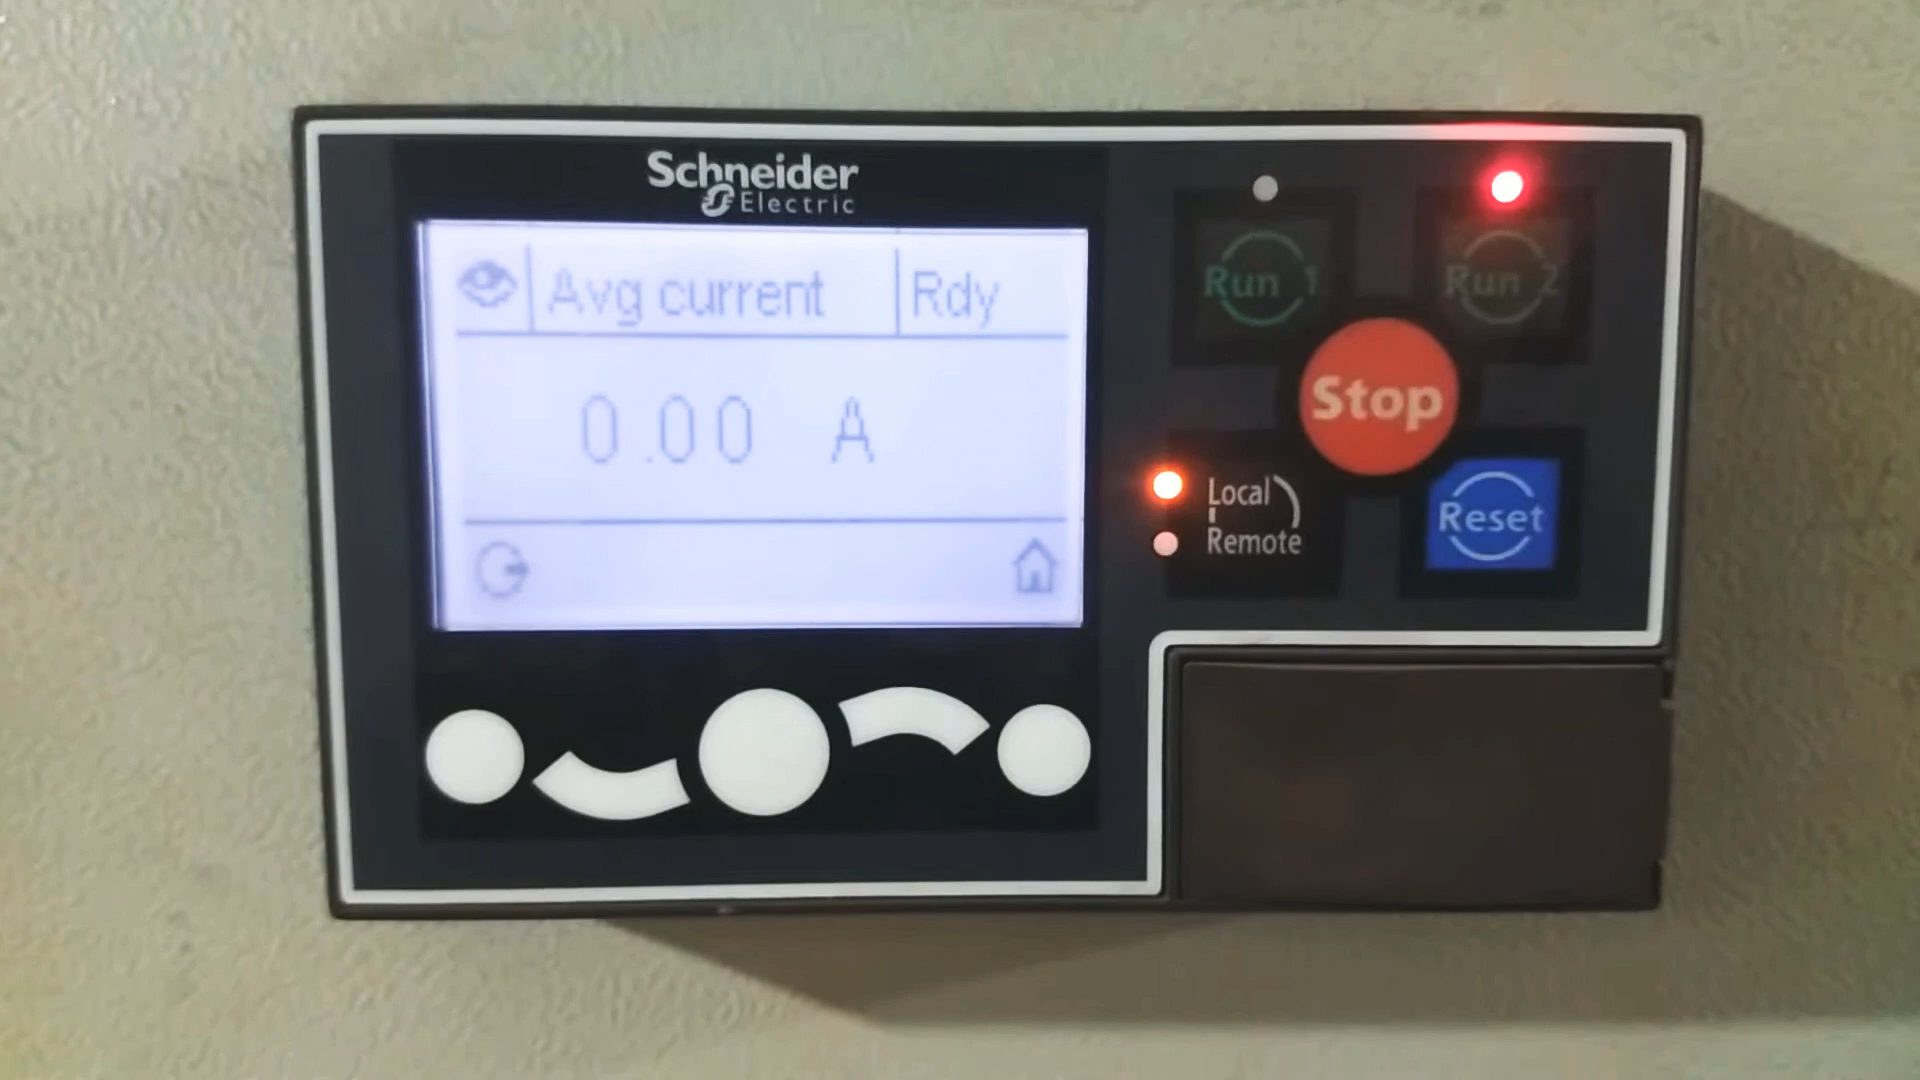 Schneider
Electric
Avg current
Rdy
0.00 A
Run 1
Run 2
Stop
Local
Remote
Reset